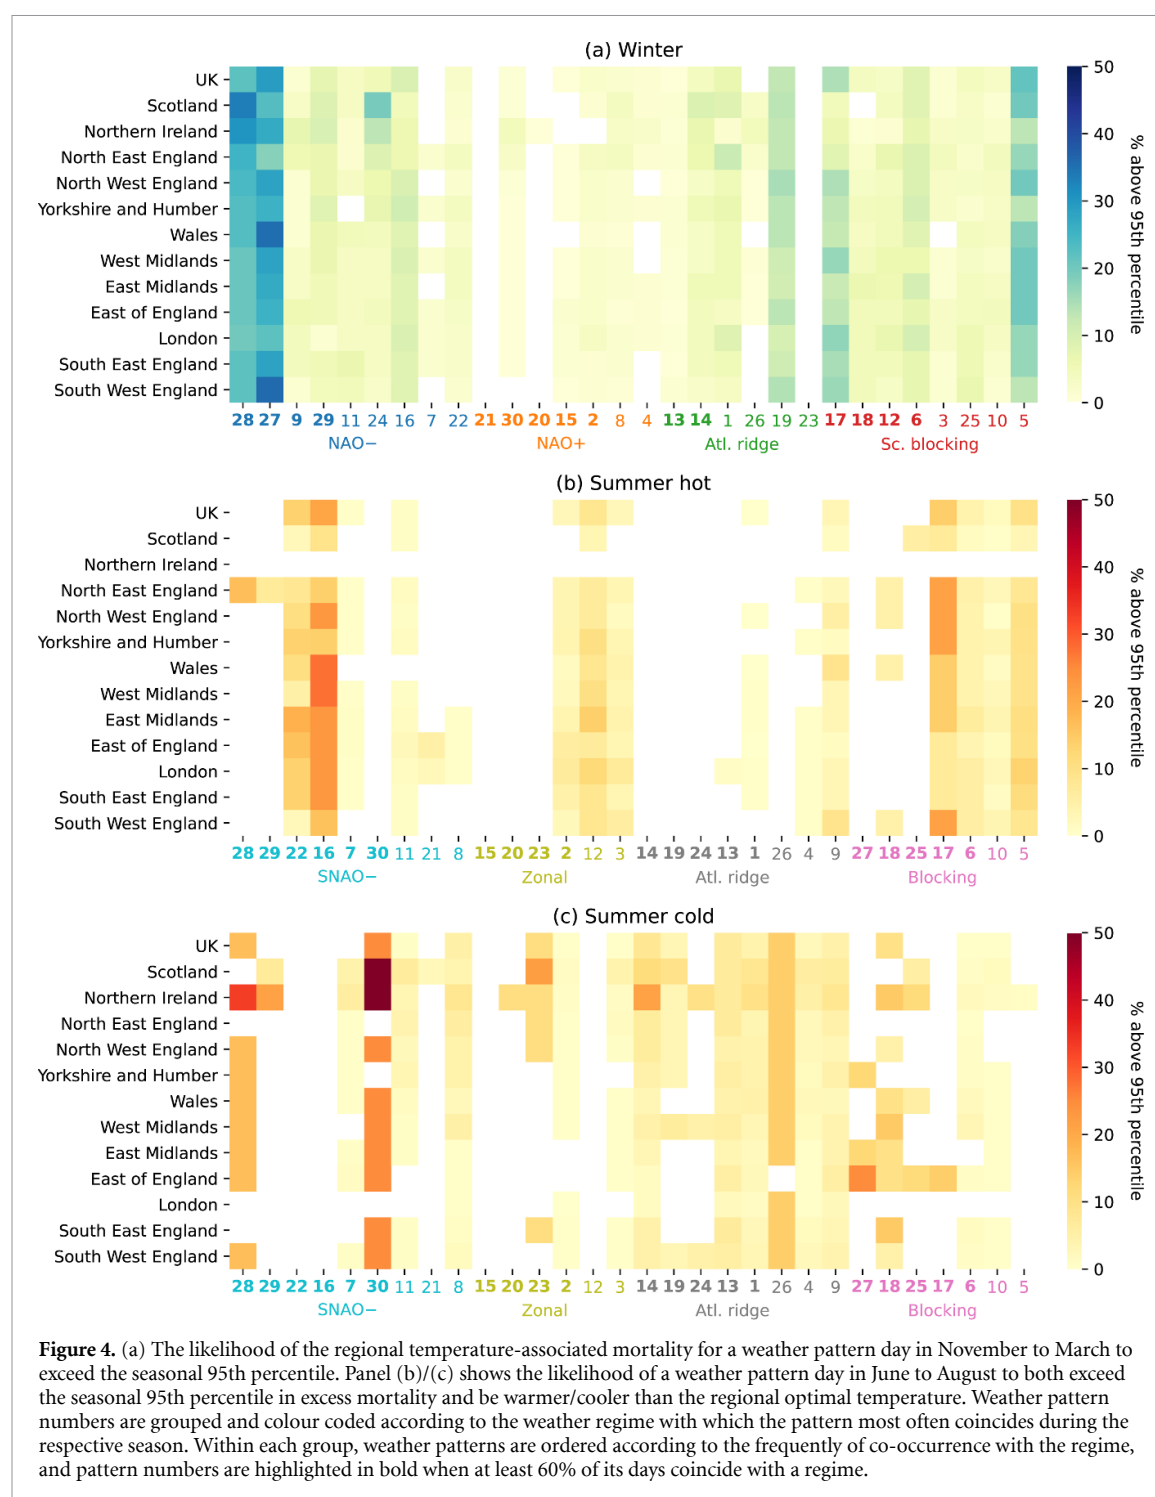 (a) Winter
UK
Scotland
Northern Ireland
North East England
North West England
Yorkshire and Humber
Wales
West Midlands
East Midlands
East of England
London
South East England
South West England
28 27 9 29 11 24 16 7 22 21 30 20 15 2 8 4 13 14 1 26 19 23 17 18 12 6 3 25 10 5
NAO− NAO+ Atl. ridge Sc. blocking
50
40
30
20
10
0
% above 95th percentile
(b) Summer hot
UK
Scotland
Northern Ireland
North East England
North West England
Yorkshire and Humber
Wales
West Midlands
East Midlands
East of England
London
South East England
South West England
28 29 22 16 7 30 11 21 8 15 20 23 2 12 3 14 19 24 13 1 26 4 9 27 18 25 17 6 10 5
SNAO− Zonal Atl. ridge Blocking
50
40
30
20
10
0
% above 95th percentile
(c) Summer cold
UK
Scotland
Northern Ireland
North East England
North West England
Yorkshire and Humber
Wales
West Midlands
East Midlands
East of England
London
South East England
South West England
28 29 22 16 7 30 11 21 8 15 20 23 2 12 3 14 19 24 13 1 26 4 9 27 18 25 17 6 10 5
SNAO− Zonal Atl. ridge Blocking
50
40
30
20
10
0
% above 95th percentile
Figure 4. (a) The likelihood of the regional temperature-associated mortality for a weather pattern day in November to March to
exceed the seasonal 95th percentile. Panel (b)/(c) shows the likelihood of a weather pattern day in June to August to both exceed
the seasonal 95th percentile in excess mortality and be warmer/cooler than the regional optimal temperature. Weather pattern
numbers are grouped and colour coded according to the weather regime with which the pattern most often coincides during the
respective season. Within each group, weather patterns are ordered according to the frequently of co-occurrence with the regime,
and pattern numbers are highlighted in bold when at least 60% of its days coincide with a regime.